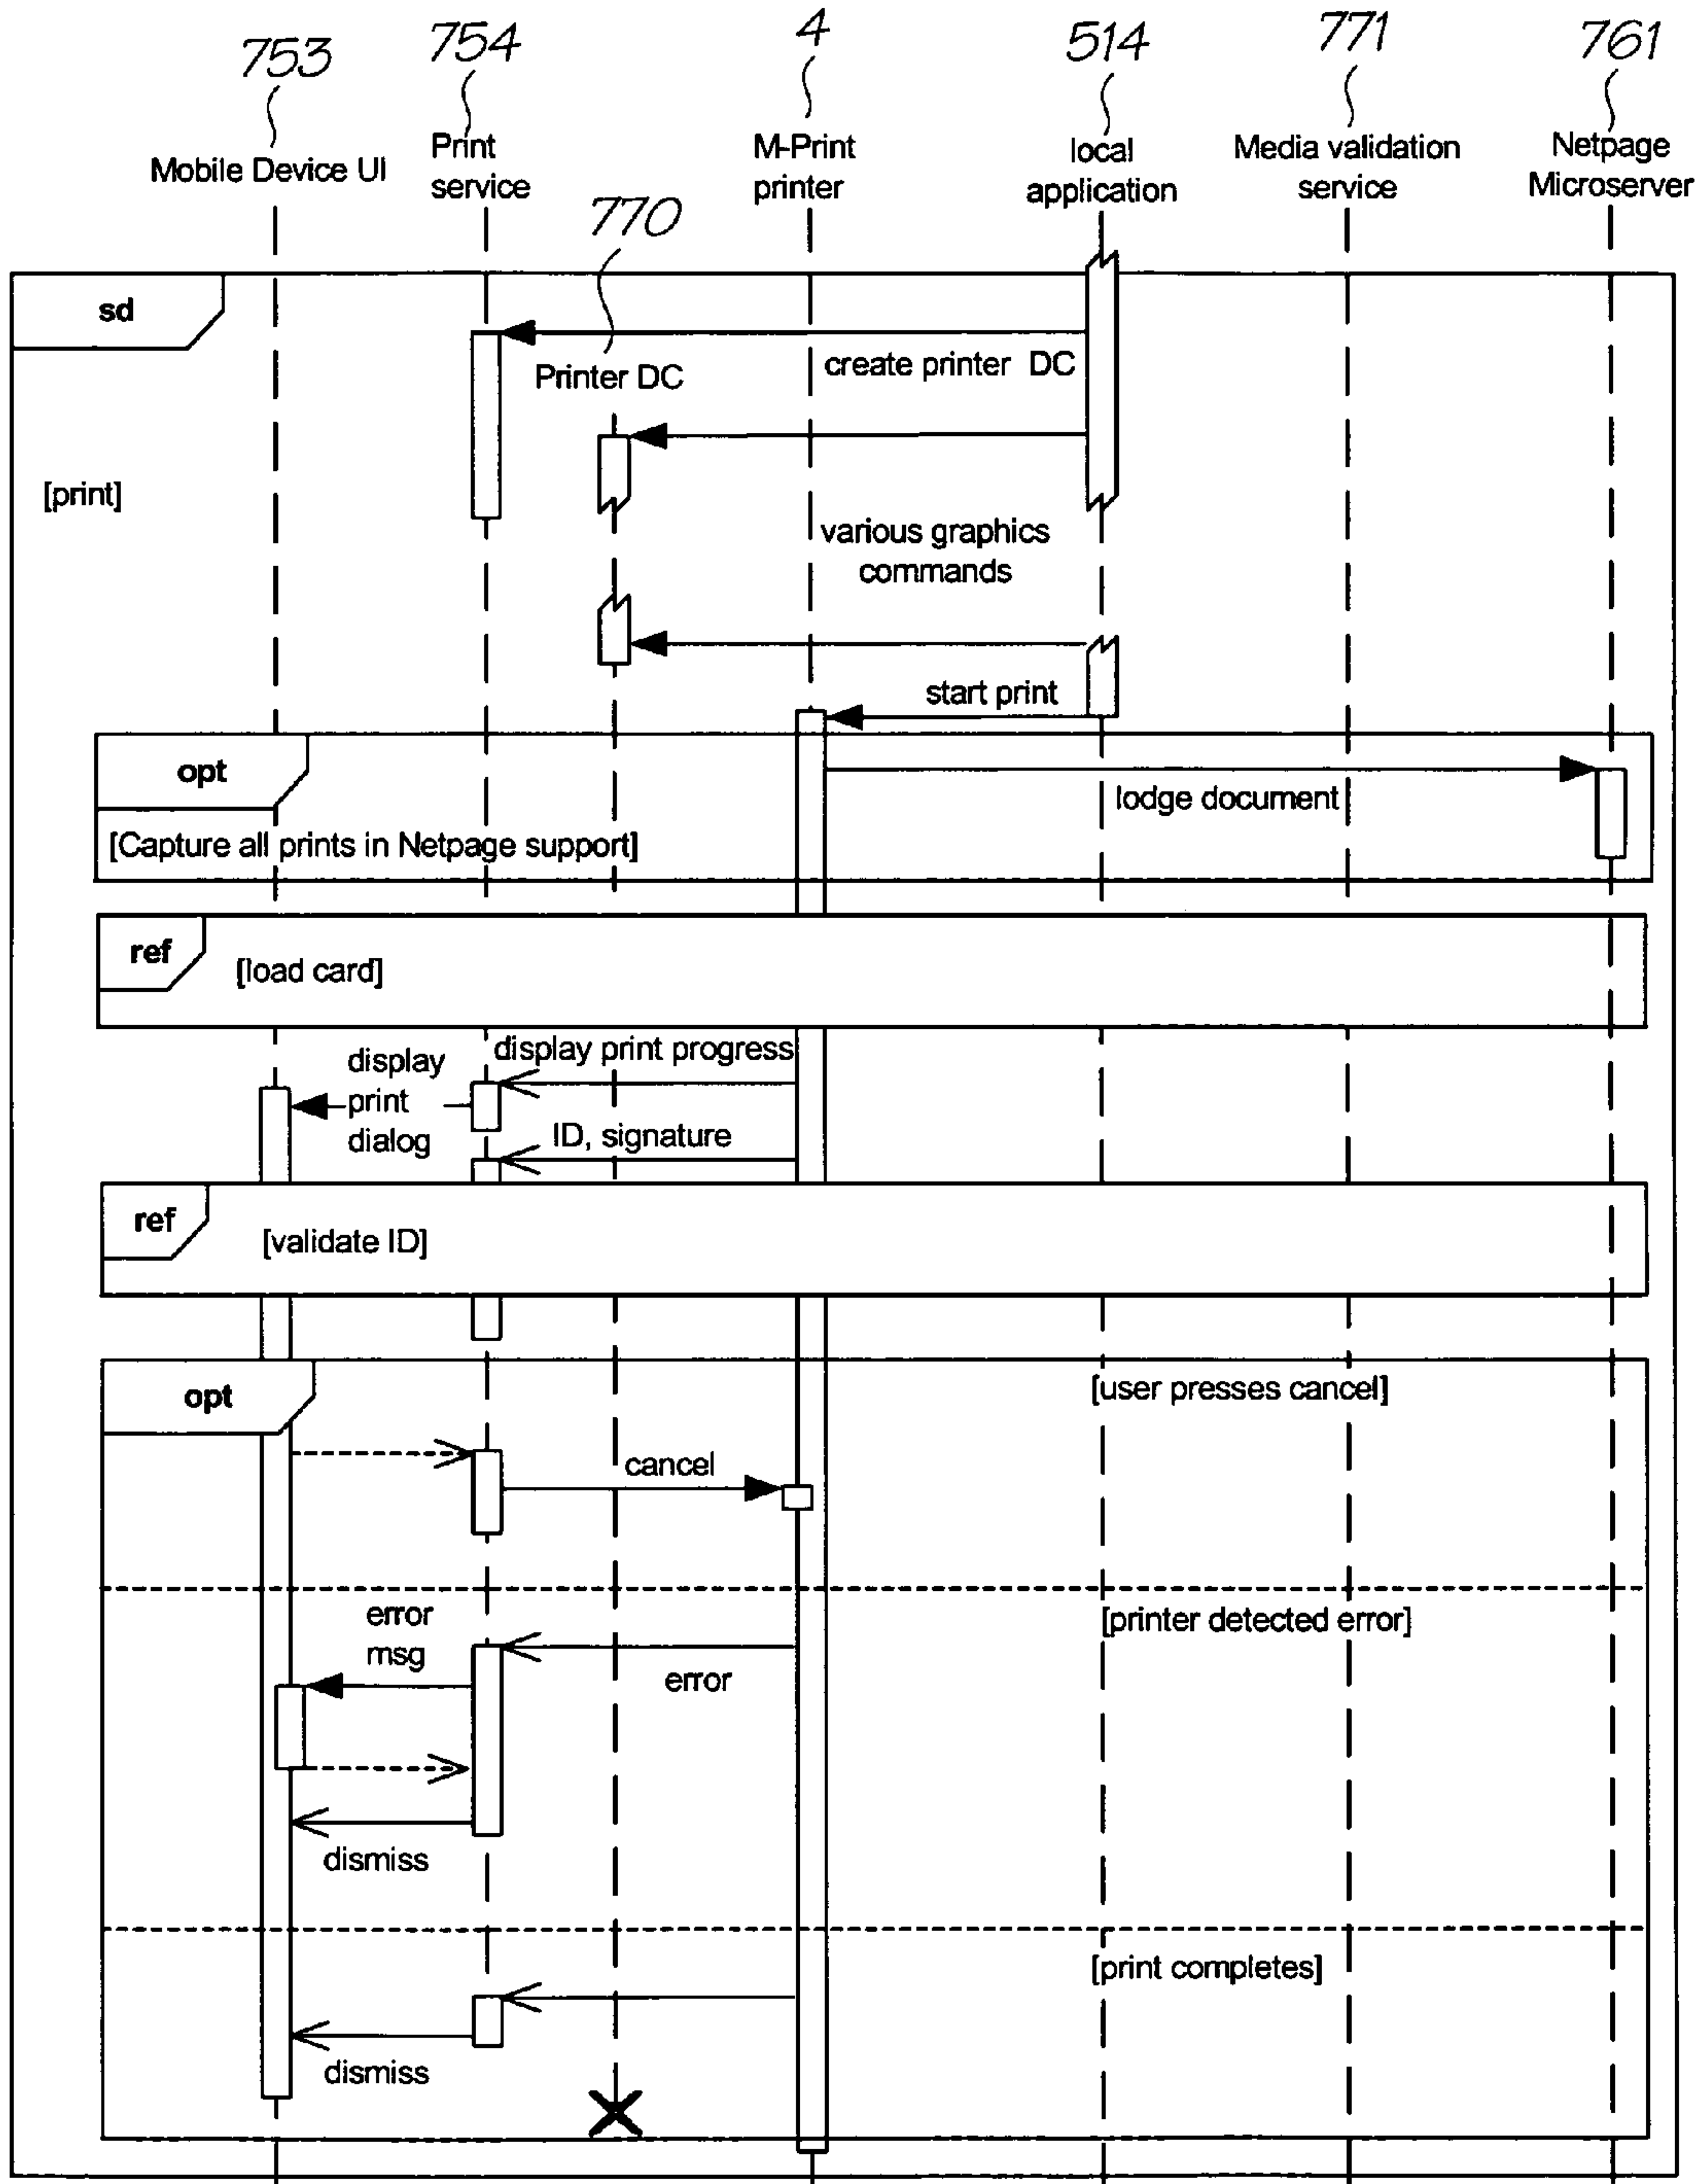 753
754
4
514
771
761
Mobile Device UI
Print
service
M-Print
printer
local
application
Media validation
service
Netpage
Microserver
770
sd
Printer DC
create printer DC
[print]
various graphics
commands
start print
opt
lodge document
[Capture all prints in Netpage support]
ref
[load card]
display
print
dialog
display print progress
ID, signature
ref
[validate ID]
opt
[user presses cancel]
cancel
error
msg
[printer detected error]
error
dismiss
[print completes]
dismiss